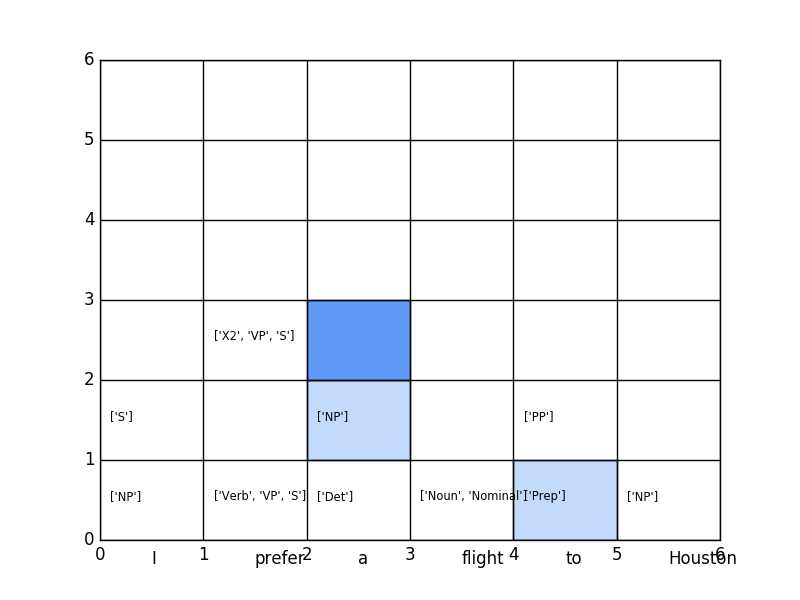 6
5
4
3
['X2', 'VP', 'S']
2
['S'] ['NP'] ['PP']
1
['NP'] ['Verb', 'VP', 'S'] ['Det'] ['Noun', 'Nominal'] ['Prep'] ['NP']
0
0 1 2 3 4 5 6
I prefer a flight to Houston